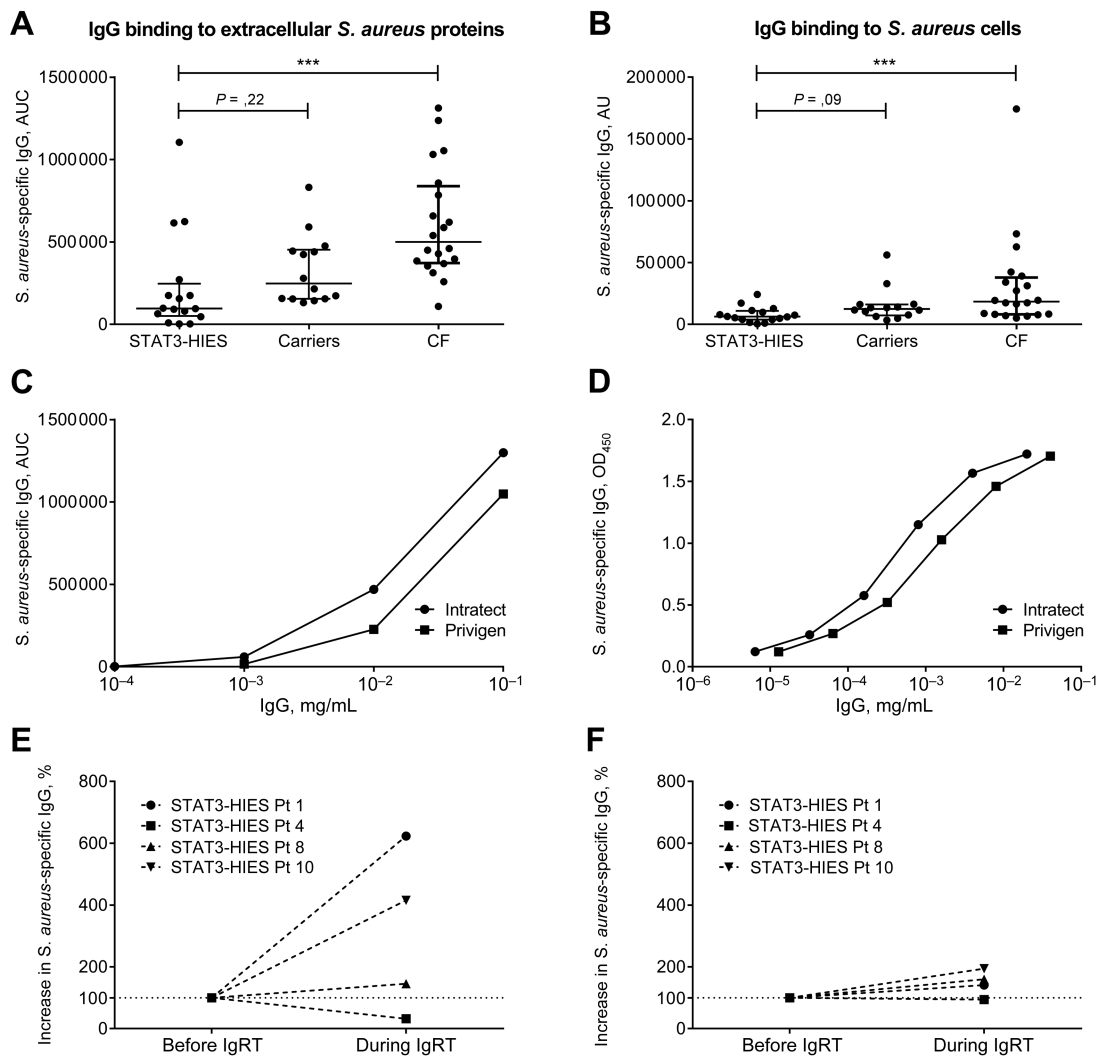 A
IgG binding to extracellular S. aureus proteins
***
P = ,22
S. aureus-specific IgG, AUC
1500000
1000000
500000
0
STAT3-HIES
Carriers
CF
B
IgG binding to S. aureus cells
***
P = ,09
S. aureus-specific IgG, AU
200000
150000
100000
50000
0
STAT3-HIES
Carriers
CF
C
S. aureus-specific IgG, AUC
1500000
1000000
500000
0
Intratect
Privigen
10–4
10–3
10–2
10–1
IgG, mg/mL
D
S. aureus-specific IgG, OD450
2.0
1.5
1.0
0.5
0.0
Intratect
Privigen
10–6
10–5
10–4
10–3
10–2
10–1
IgG, mg/mL
E
Increase in S. aureus-specific IgG, %
800
600
400
200
100
0
STAT3-HIES Pt 1
STAT3-HIES Pt 4
STAT3-HIES Pt 8
STAT3-HIES Pt 10
Before IgRT
During IgRT
F
Increase in S. aureus-specific IgG, %
800
600
400
200
100
0
STAT3-HIES Pt 1
STAT3-HIES Pt 4
STAT3-HIES Pt 8
STAT3-HIES Pt 10
Before IgRT
During IgRT